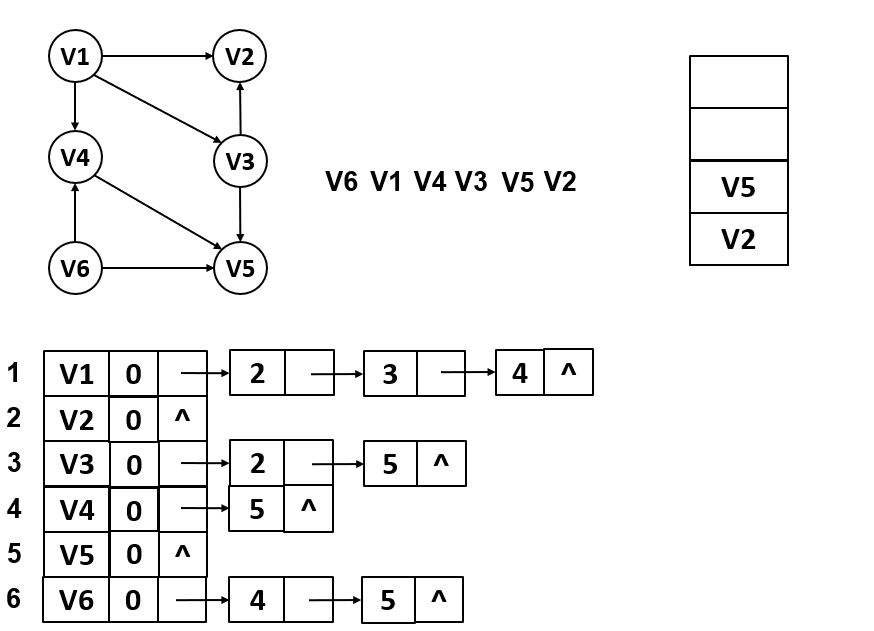 V1 V2
V4 V3
V6 V5
V6 V1 V4 V3 V5 V2
V5
V2
1 V1 0 2 3 4 ^
2 V2 0 ^
3 V3 0 2 5 ^
4 V4 0 5 ^
5 V5 0 ^
6 V6 0 4 5 ^